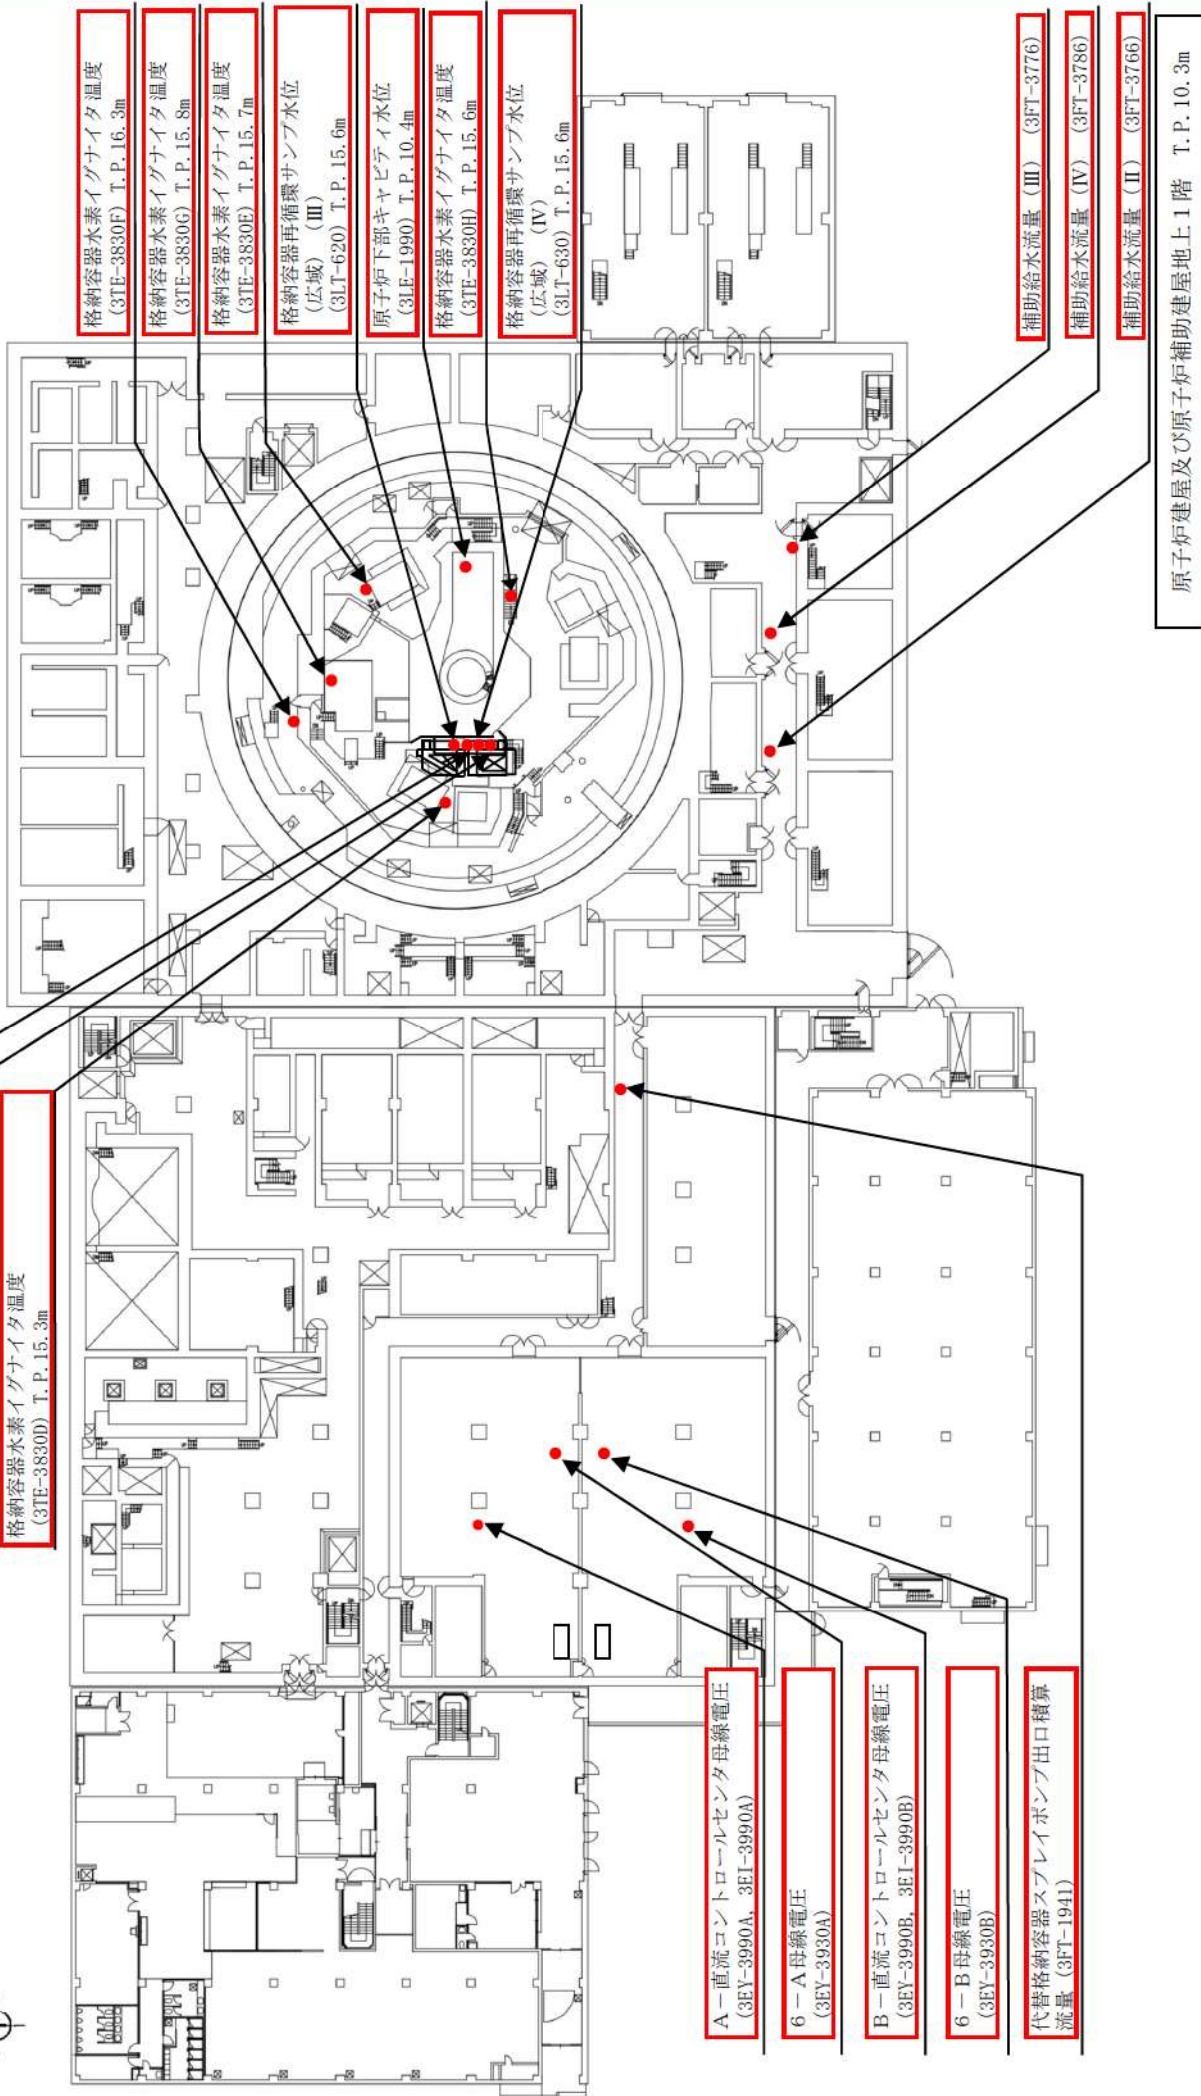 格納容器水素イグナイタ温度
(3TE-3830F) T.P.16.3m
格納容器水素イグナイタ温度
(3TE-3830G) T.P.15.8m
格納容器水素イグナイタ温度
(3TE-3830E) T.P.15.7m
格納容器再循環サンプ水位
(広域) (Ⅲ)
(3LT-620) T.P.15.6m
原子炉下部キャビティ水位
(3LE-1990) T.P.10.4m
格納容器水素イグナイタ温度
(3TE-3830H) T.P.15.6m
格納容器再循環サンプ水位
(広域) (Ⅳ)
(3LT-630) T.P.15.6m
補助給水流量 (Ⅲ) (3FT-3776)
補助給水流量 (Ⅳ) (3FT-3786)
補助給水流量 (Ⅱ) (3FT-3766)
原子炉建屋及び原子炉補助建屋地上1階 T.P.10.3m
格納容器水素イグナイタ温度
(3TE-3830D) T.P.15.3m
A-直流コントロールセンタ母線電圧
(3EY-3990A, 3EI-3990A)
6-A母線電圧
(3EY-3930A)
B-直流コントロールセンタ母線電圧
(3EY-3990B, 3EI-3990B)
6-B母線電圧
(3EY-3930B)
代替格納容器スプレイポンプ出口積算
流量 (3FT-1941)